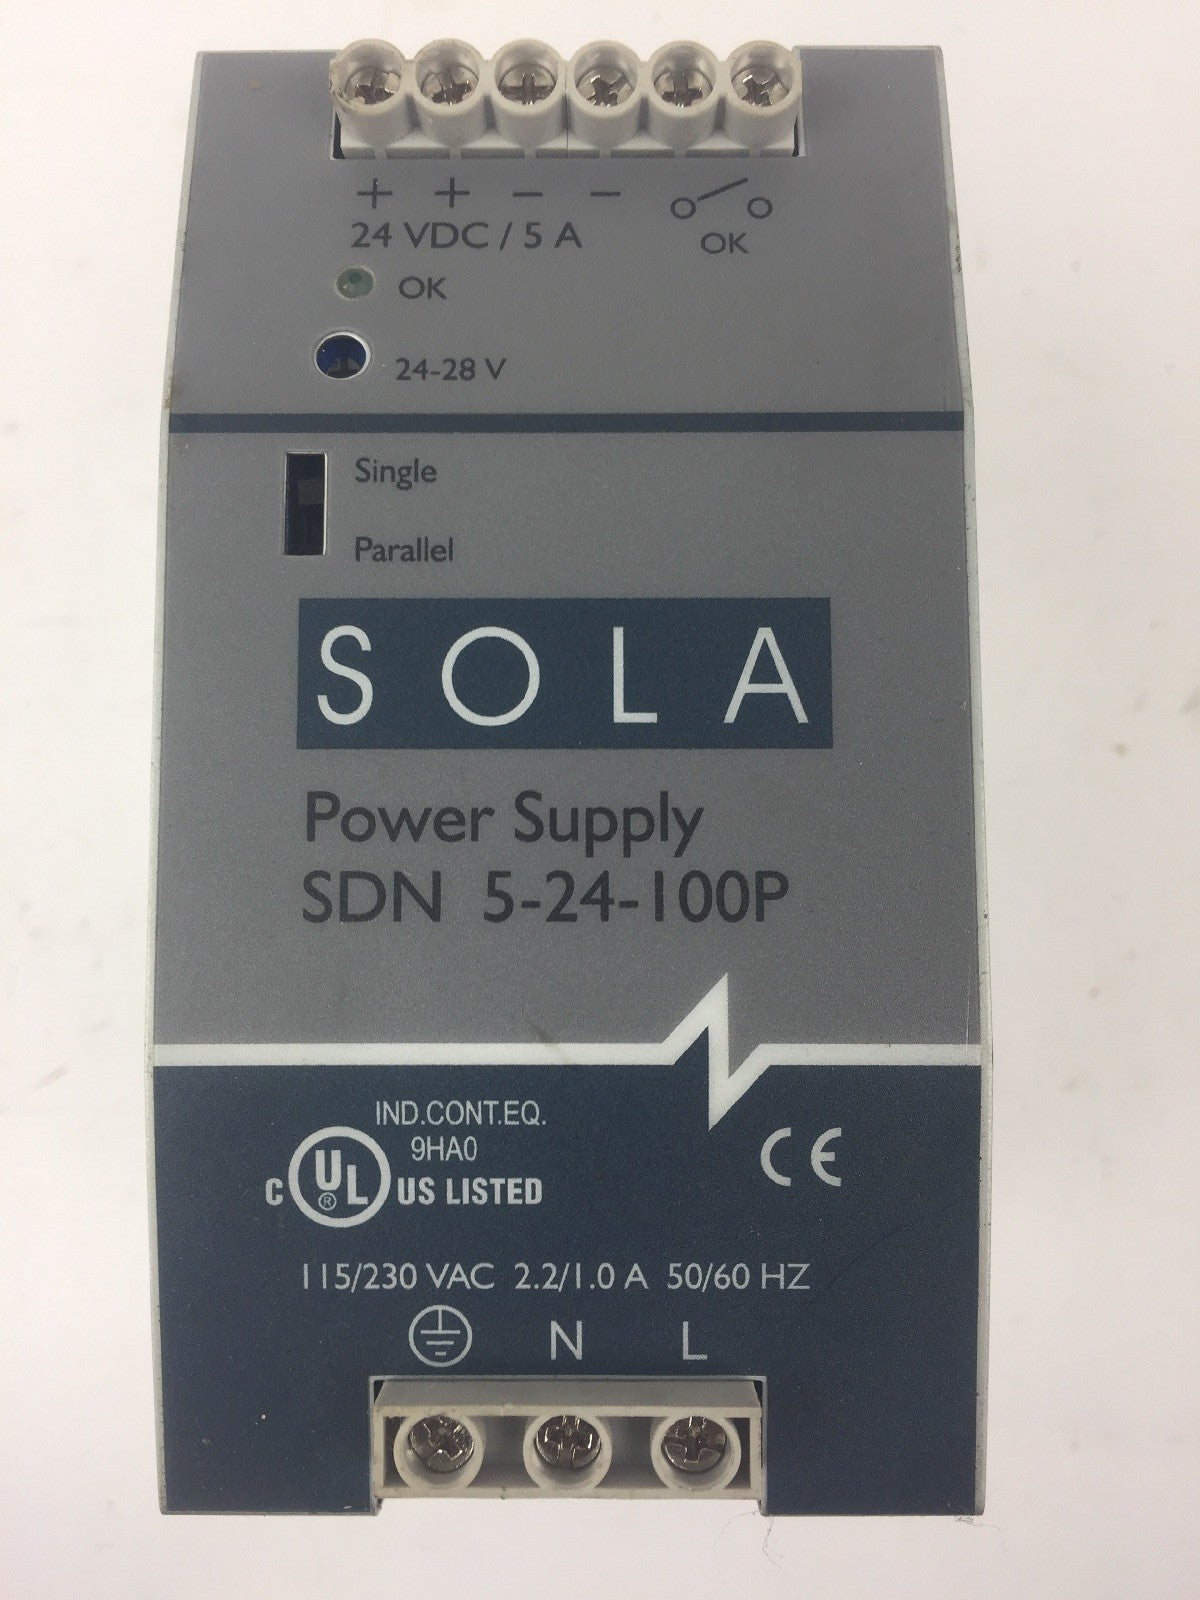 + + − −
24 VDC / 5 A
OK
OK
24-28 V
Single
Parallel
SOLA
Power Supply
SDN 5-24-100P
IND.CONT.EQ.
9HA0
C UL ® US LISTED
CE
115/230 VAC 2.2/1.0 A 50/60 HZ
N L